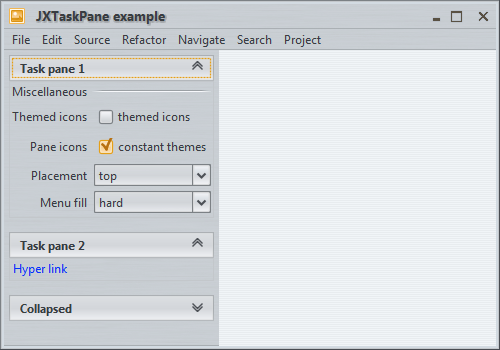 JXTaskPane example
File Edit Source Refactor Navigate Search Project
Task pane 1
Miscellaneous
Themed icons themed icons
Pane icons constant themes
Placement top
Menu fill hard
Task pane 2
Hyper link
Collapsed